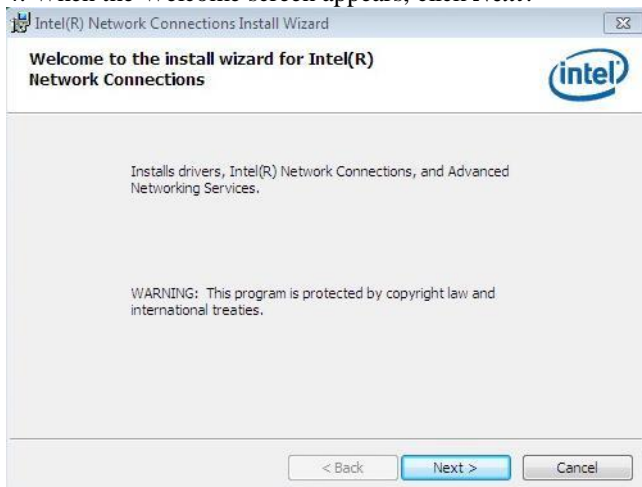 4. When the Welcome screen appears, click Next.
Intel(R) Network Connections Install Wizard
Welcome to the install wizard for Intel(R)
Network Connections
intel
Installs drivers, Intel(R) Network Connections, and Advanced
Networking Services.
WARNING: This program is protected by copyright law and
international treaties.
< Back
Next >
Cancel